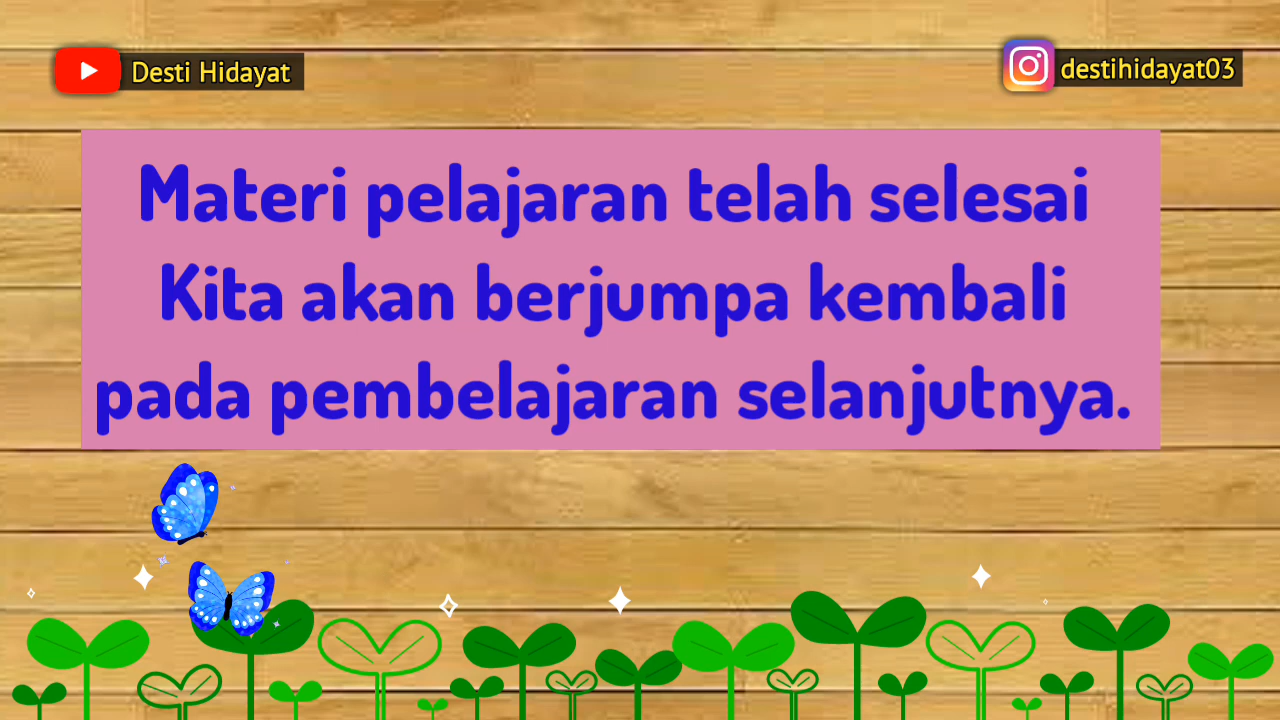 Desti Hidayat
destihidayat03
Materi pelajaran telah selesai
Kita akan berjumpa kembali
pada pembelajaran selanjutnya.